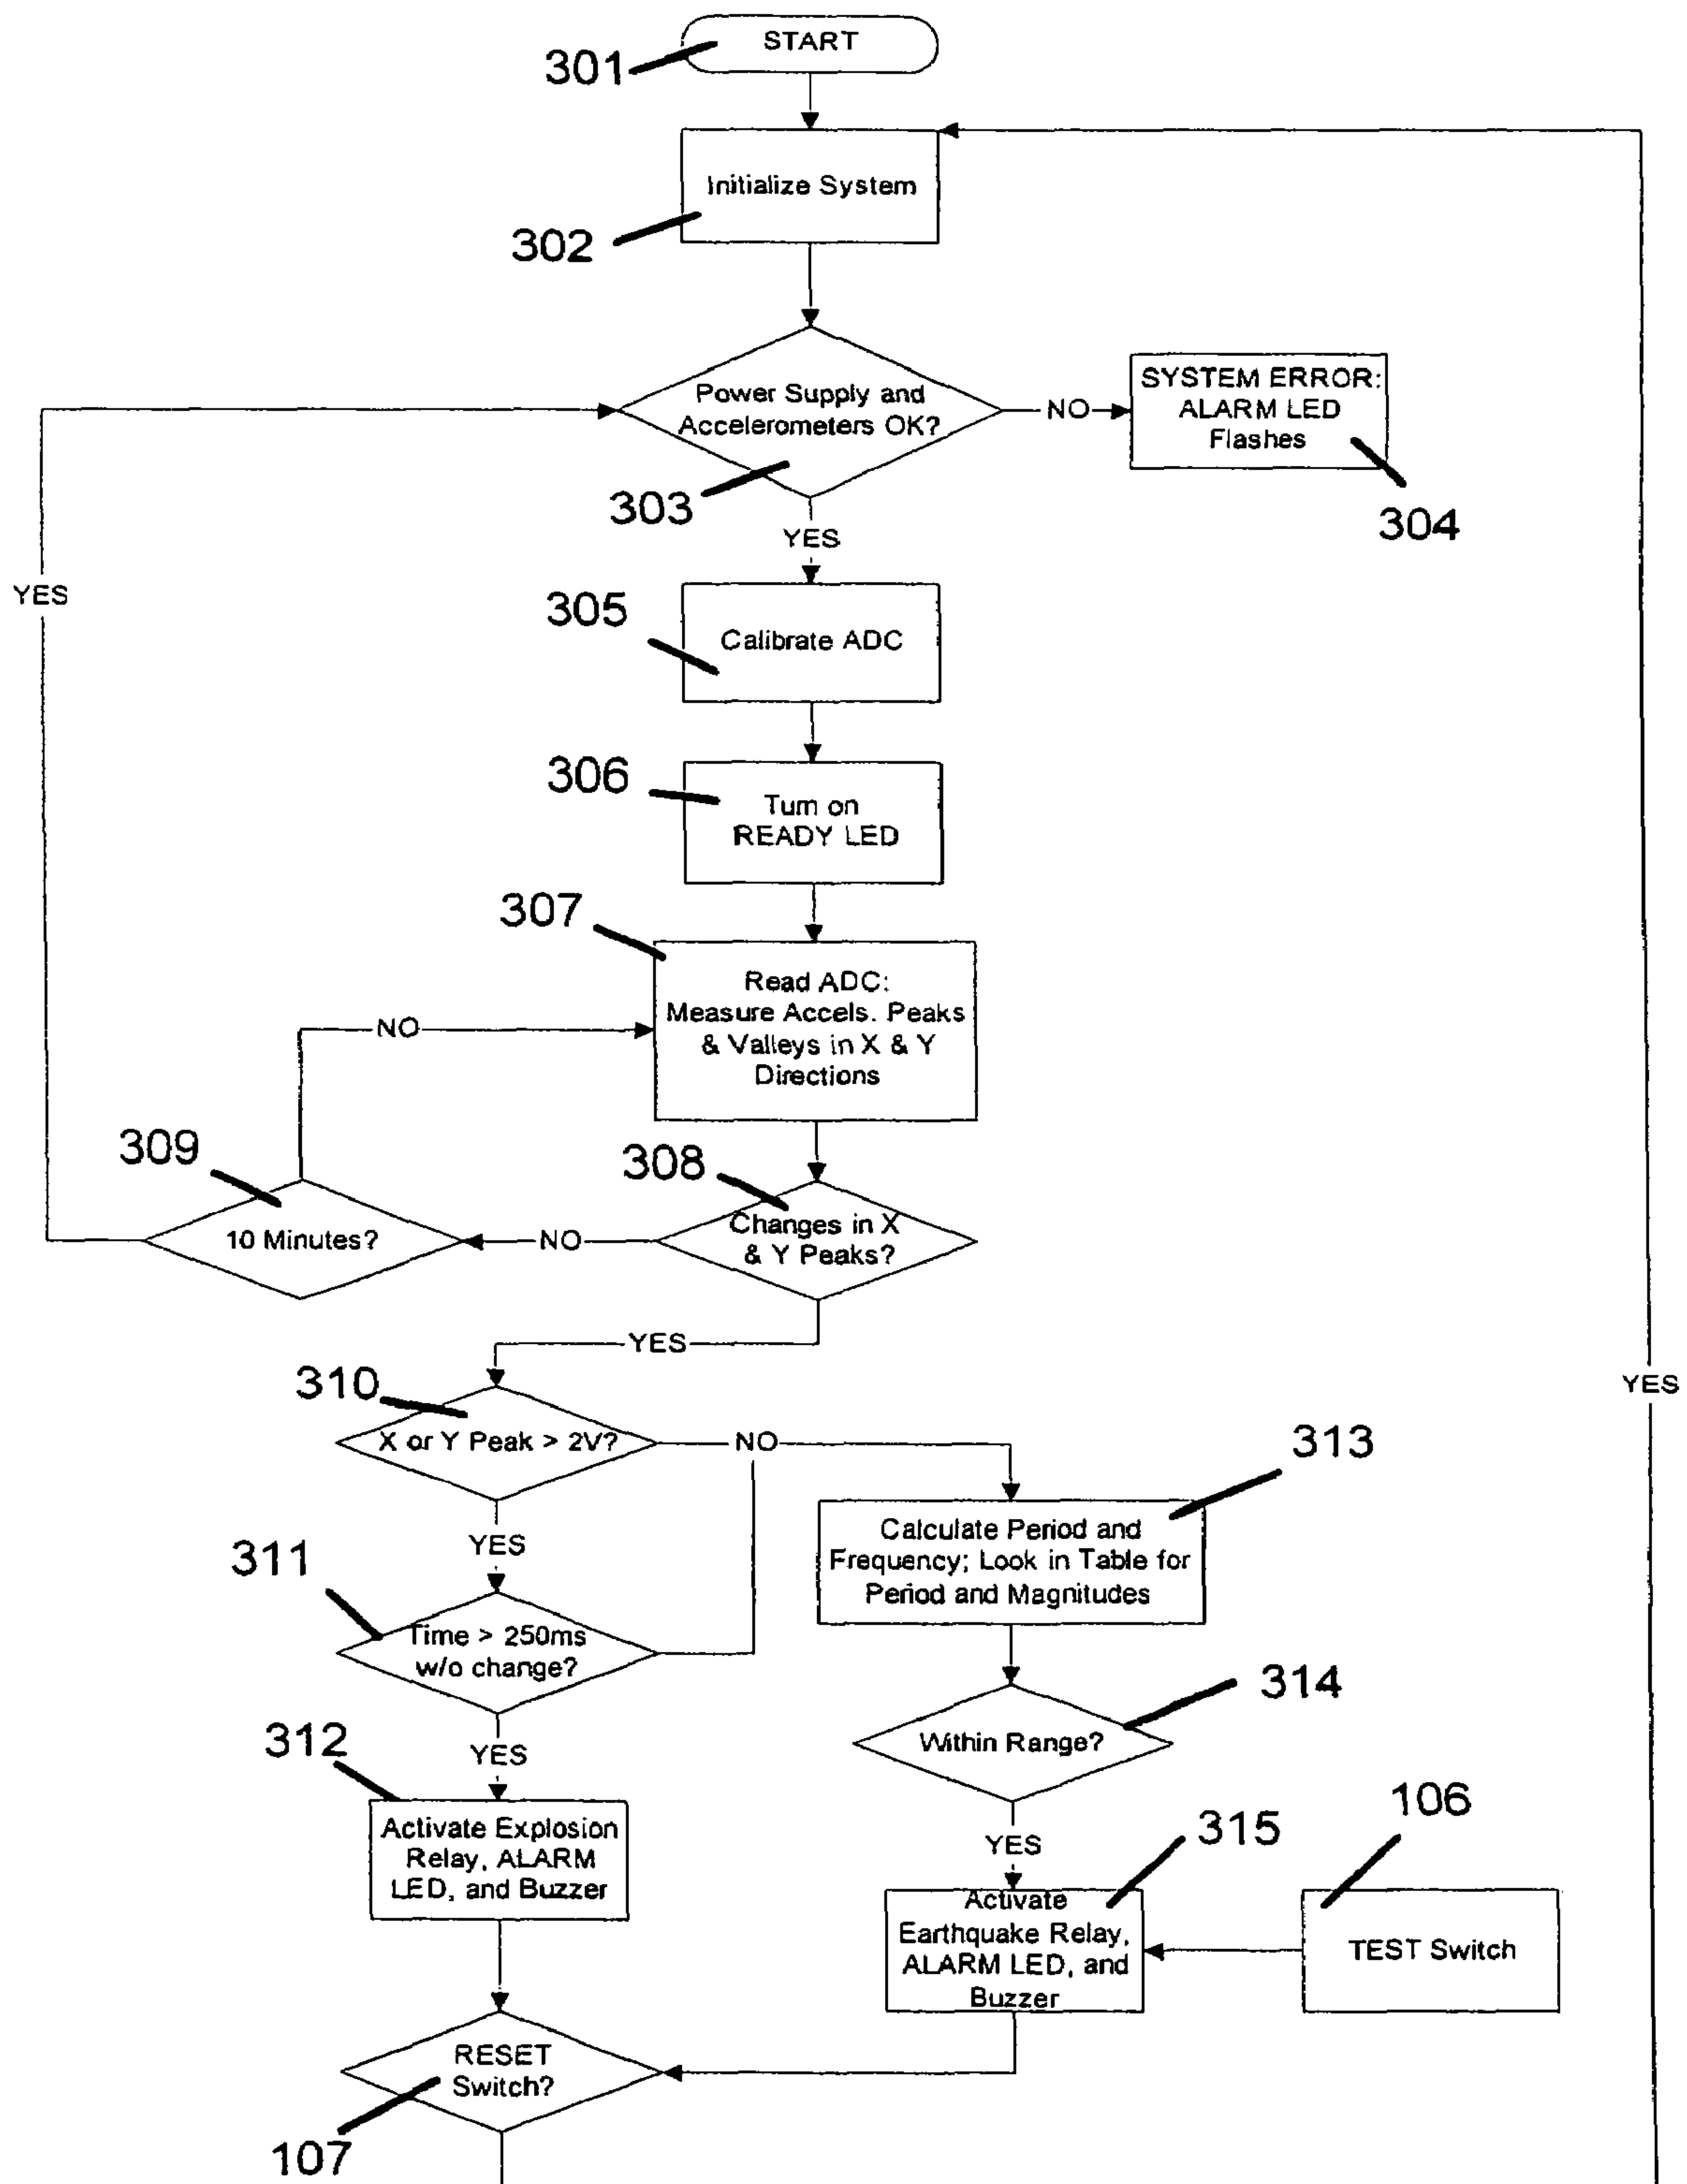 START
301
Initialize System
302
Power Supply and
Accelerometers OK?
NO
SYSTEM ERROR:
ALARM LED
Flashes
303
304
YES
YES
305
Calibrate ADC
306
Turn on
READY LED
307
Read ADC:
Measure Accels. Peaks
& Valleys in X & Y
Directions
NO
309
308
10 Minutes?
NO
Changes in X
& Y Peaks?
YES
YES
310
X or Y Peak > 2V?
NO
313
Calculate Period and
Frequency; Look in Table for
Period and Magnitudes
YES
311
Time > 250ms
w/o change?
314
Within Range?
312
YES
Activate Explosion
Relay, ALARM
LED, and Buzzer
106
315
YES
Activate
Earthquake Relay,
ALARM LED, and
Buzzer
TEST Switch
RESET
Switch?
107